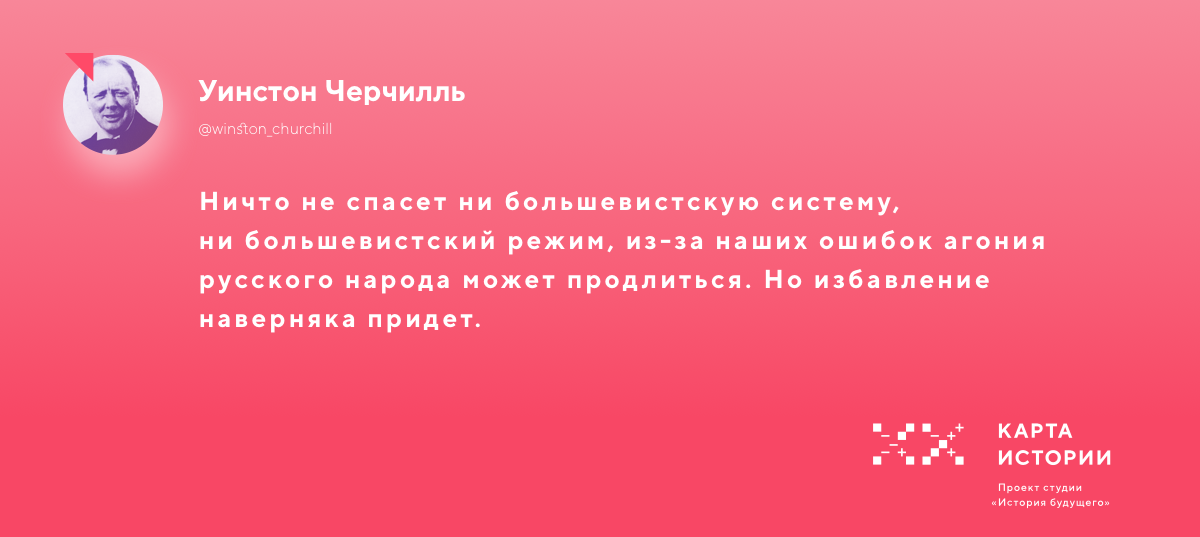 Уинстон Черчилль
@winston_churchill
Ничто не спасет ни большевистскую систему,
ни большевистский режим, из-за наших ошибок агония
русского народа может продлиться. Но избавление
наверняка придет.
КАРТА
ИСТОРИИ
Проект студии
«История будущего»